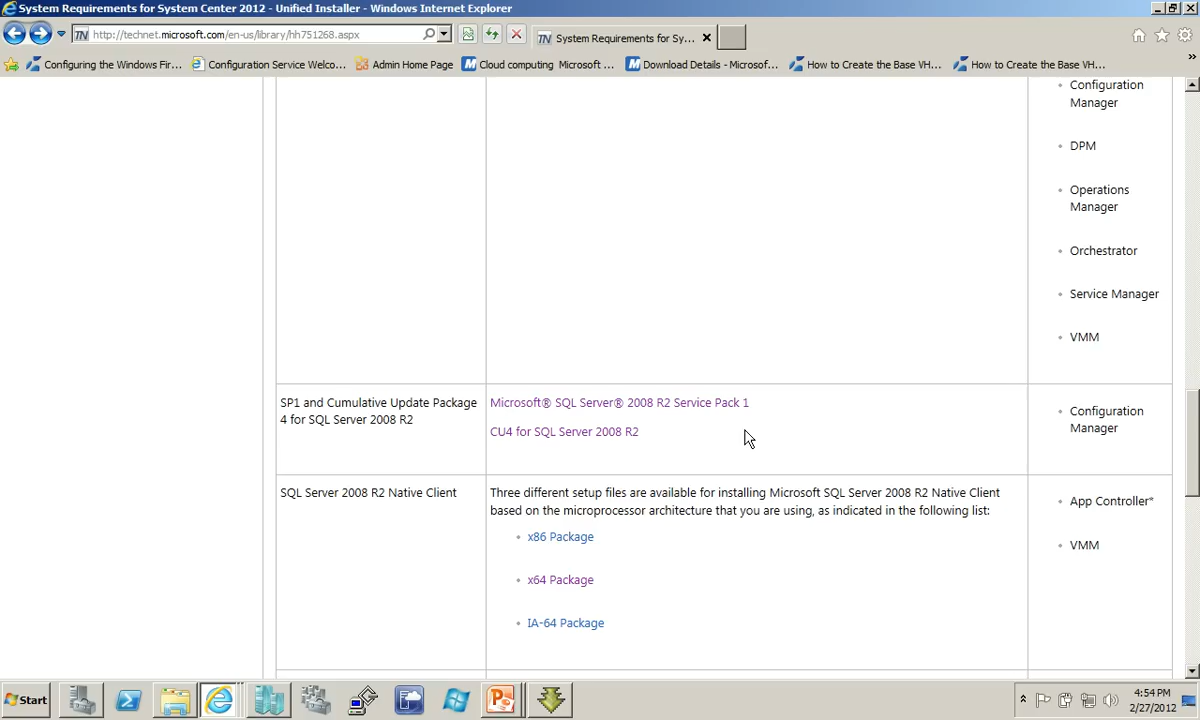 System Requirements for System Center 2012 - Unified Installer - Windows Internet Explorer
http://technet.microsoft.com/en-us/library/hh751268.aspx
System Requirements for Sy...
Configuring the Windows Fir... Configuration Service Welco... Admin Home Page Cloud computing Microsoft ... Download Details - Microsof... How to Create the Base VH... How to Create the Base VH... »
Configuration
Manager
DPM
Operations
Manager
Orchestrator
Service Manager
VMM
SP1 and Cumulative Update Package
4 for SQL Server 2008 R2
Microsoft® SQL Server® 2008 R2 Service Pack 1
CU4 for SQL Server 2008 R2
Configuration
Manager
SQL Server 2008 R2 Native Client
Three different setup files are available for installing Microsoft SQL Server 2008 R2 Native Client
based on the microprocessor architecture that you are using, as indicated in the following list:
x86 Package
x64 Package
IA-64 Package
App Controller*
VMM
Start
4:54 PM
2/27/2012